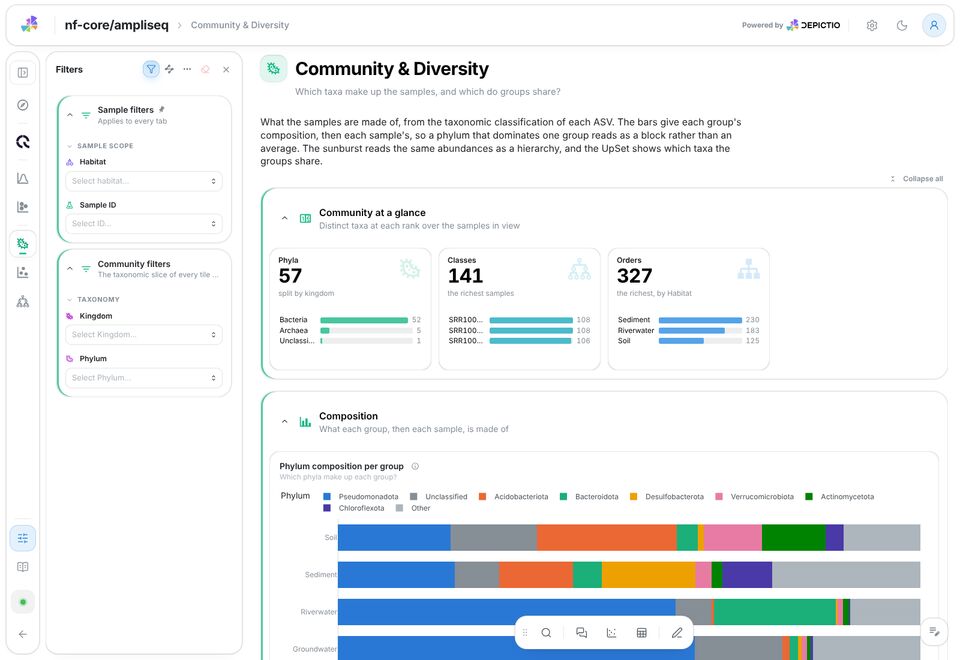 nf-core/ampliseq
Community & Diversity
Powered by DEPICTIO
Filters
Sample filters
Applies to every tab
SAMPLE SCOPE
Habitat
Select habitat...
Sample ID
Select ID...
Community filters
The taxonomic slice of every tile ...
TAXONOMY
Kingdom
Select Kingdom...
Phylum
Select Phylum...
Community & Diversity
Which taxa make up the samples, and which do groups share?
What the samples are made of, from the taxonomic classification of each ASV. The bars give each group's
composition, then each sample's, so a phylum that dominates one group reads as a block rather than an
average. The sunburst reads the same abundances as a hierarchy, and the UpSet shows which taxa the
groups share.
Collapse all
Community at a glance
Distinct taxa at each rank over the samples in view
Phyla
57
split by kingdom
Bacteria 52
Archaea 5
Unclassi... 1
Classes
141
the richest samples
SRR100... 108
SRR100... 108
SRR100... 106
Orders
327
the richest, by Habitat
Sediment 230
Riverwater 183
Soil 125
Composition
What each group, then each sample, is made of
Phylum composition per group
Which phyla make up each group?
Phylum Pseudomonadota Unclassified Acidobacteriota Bacteroidota Desulfobacterota Verrucomicrobiota Actinomycetota
Chloroflexota Other
Soil
Sediment
Riverwater
Groundwater